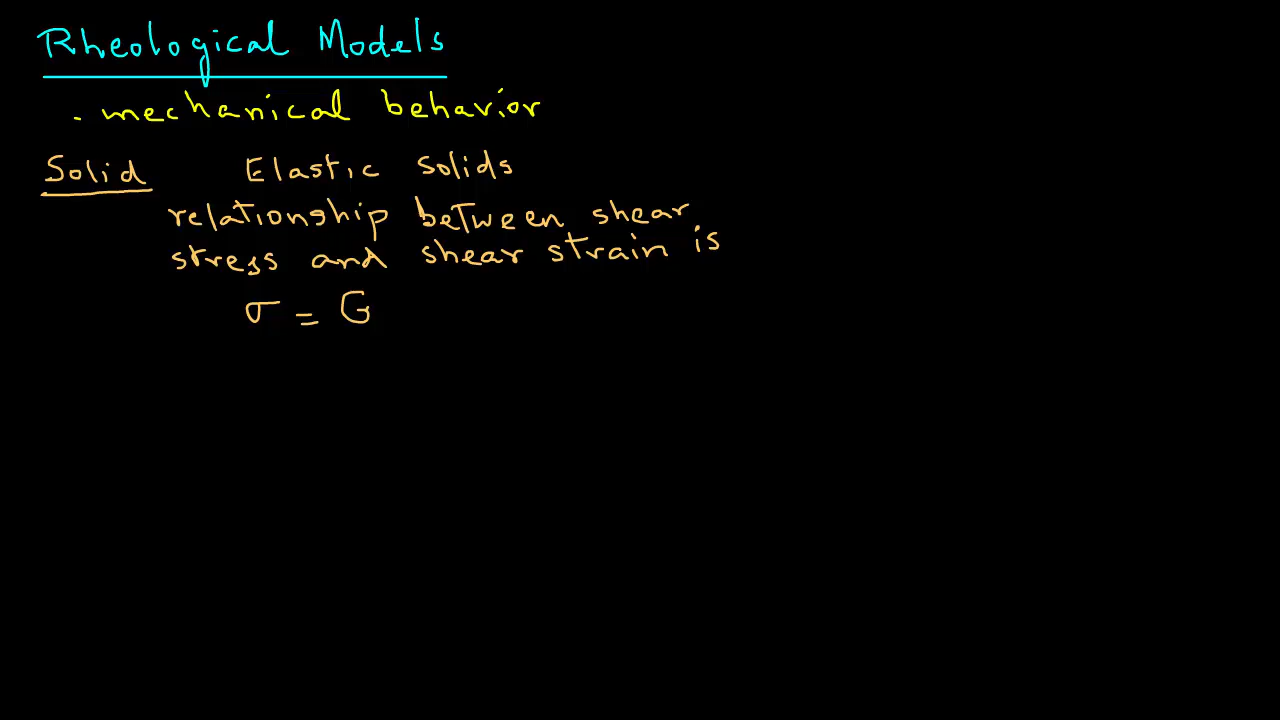 Rheological Models
. mechanical behavior
Solid Elastic solids
relationship between shear
stress and shear strain is
σ = G